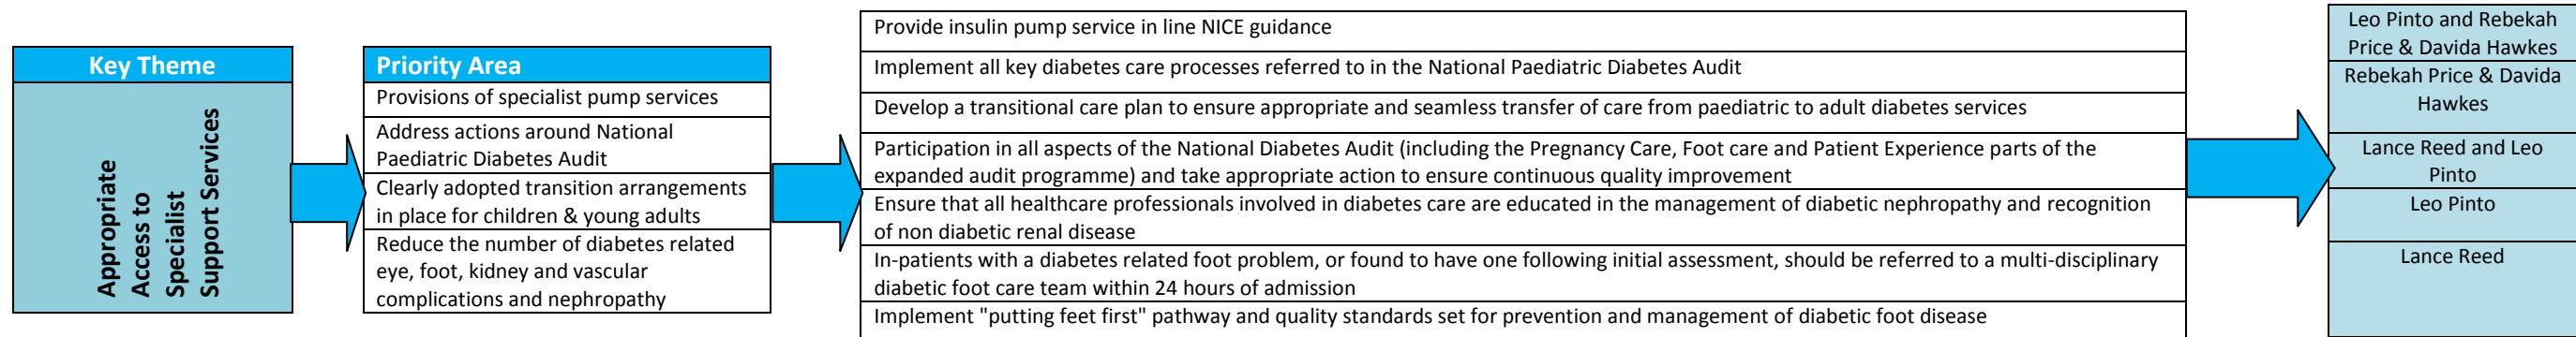 Key Theme
Appropriate
Access to
Specialist
Support Services
Priority Area
Provisions of specialist pump services
Address actions around National
Paediatric Diabetes Audit
Clearly adopted transition arrangements
in place for children & young adults
Reduce the number of diabetes related
eye, foot, kidney and vascular
complications and nephropathy
Provide insulin pump service in line NICE guidance
Implement all key diabetes care processes referred to in the National Paediatric Diabetes Audit
Develop a transitional care plan to ensure appropriate and seamless transfer of care from paediatric to adult diabetes services
Participation in all aspects of the National Diabetes Audit (including the Pregnancy Care, Foot care and Patient Experience parts of the
expanded audit programme) and take appropriate action to ensure continuous quality improvement
Ensure that all healthcare professionals involved in diabetes care are educated in the management of diabetic nephropathy and recognition
of non diabetic renal disease
In-patients with a diabetes related foot problem, or found to have one following initial assessment, should be referred to a multi-disciplinary
diabetic foot care team within 24 hours of admission
Implement "putting feet first" pathway and quality standards set for prevention and management of diabetic foot disease
Leo Pinto and Rebekah
Price & Davida Hawkes
Rebekah Price & Davida
Hawkes
Lance Reed and Leo
Pinto
Leo Pinto
Lance Reed